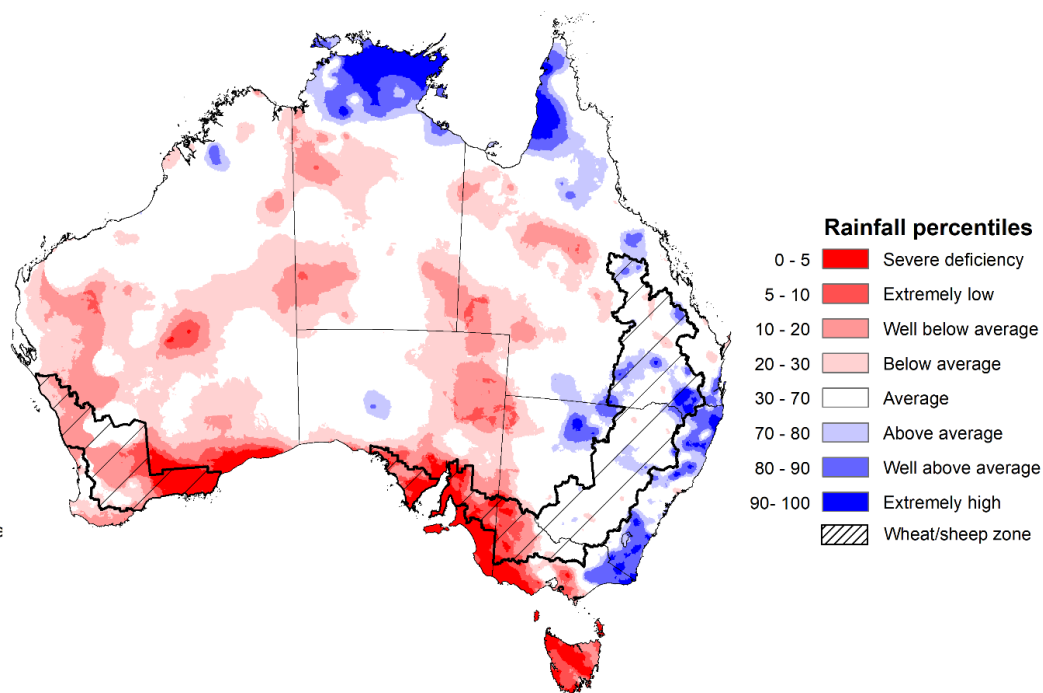 Rainfall percentiles
0 - 5 Severe deficiency
5 - 10 Extremely low
10 - 20 Well below average
20 - 30 Below average
30 - 70 Average
70 - 80 Above average
80 - 90 Well above average
90- 100 Extremely high
Wheat/sheep zone